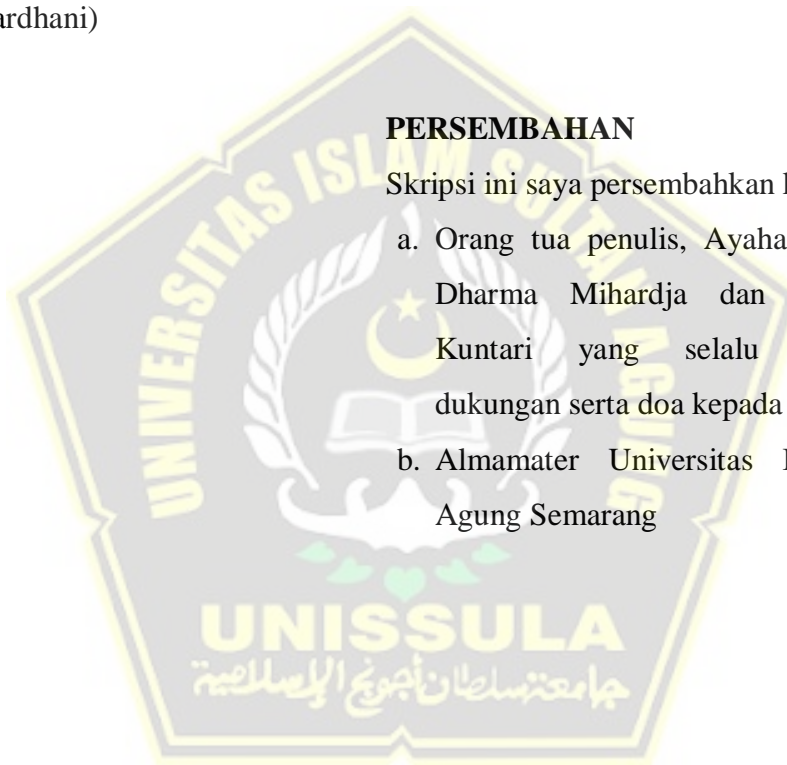 ardhani)
PERSEMBAHAN
Skripsi ini saya persembahkan
a. Orang tua penulis, Ayaha
Dharma Mihardja dan
Kuntari yang selalu
dukungan serta doa kepada
b. Almamater Universitas
Agung Semarang
UNIVERSITAS ISLAM SULTAN AGUNG
UNISSULA
جامعة سلطان أجونج الإسلامية